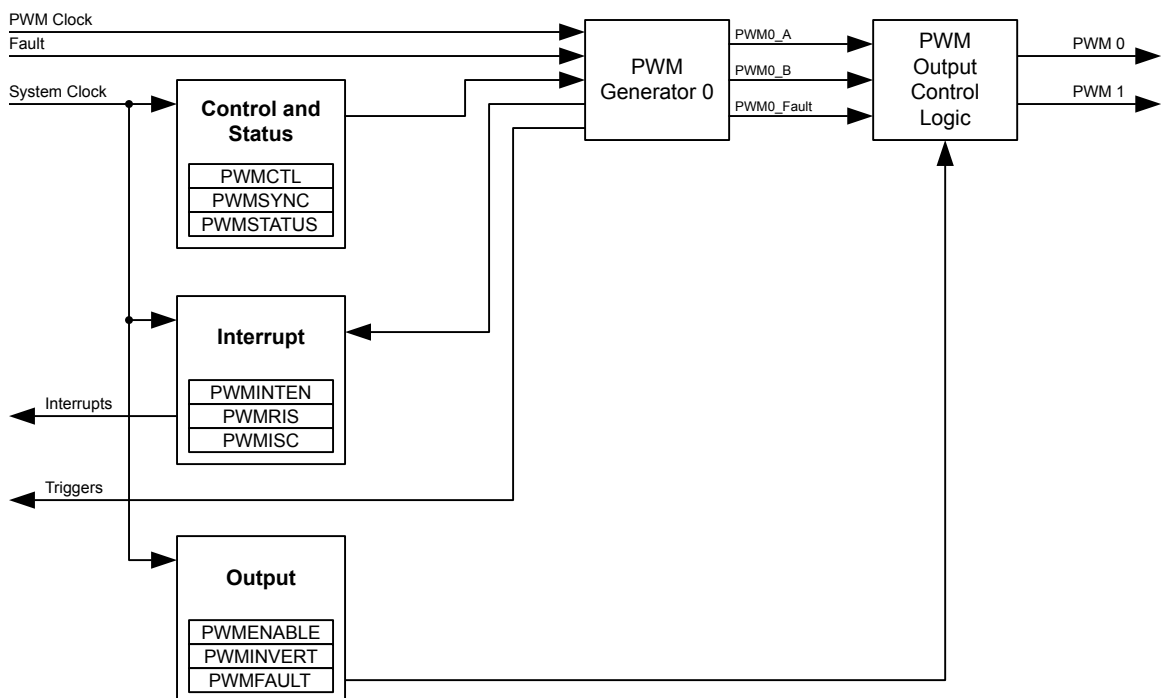 PWM Clock
Fault
System Clock
Control and
Status
PWMCTL
PWMSYNC
PWMSTATUS
Interrupt
PWMINTEN
PWMRIS
PWMISC
Interrupts
Triggers
Output
PWMENABLE
PWMINVERT
PWMFAULT
PWM
Generator 0
PWM0_A
PWM0_B
PWM0_Fault
PWM
Output
Control
Logic
PWM 0
PWM 1